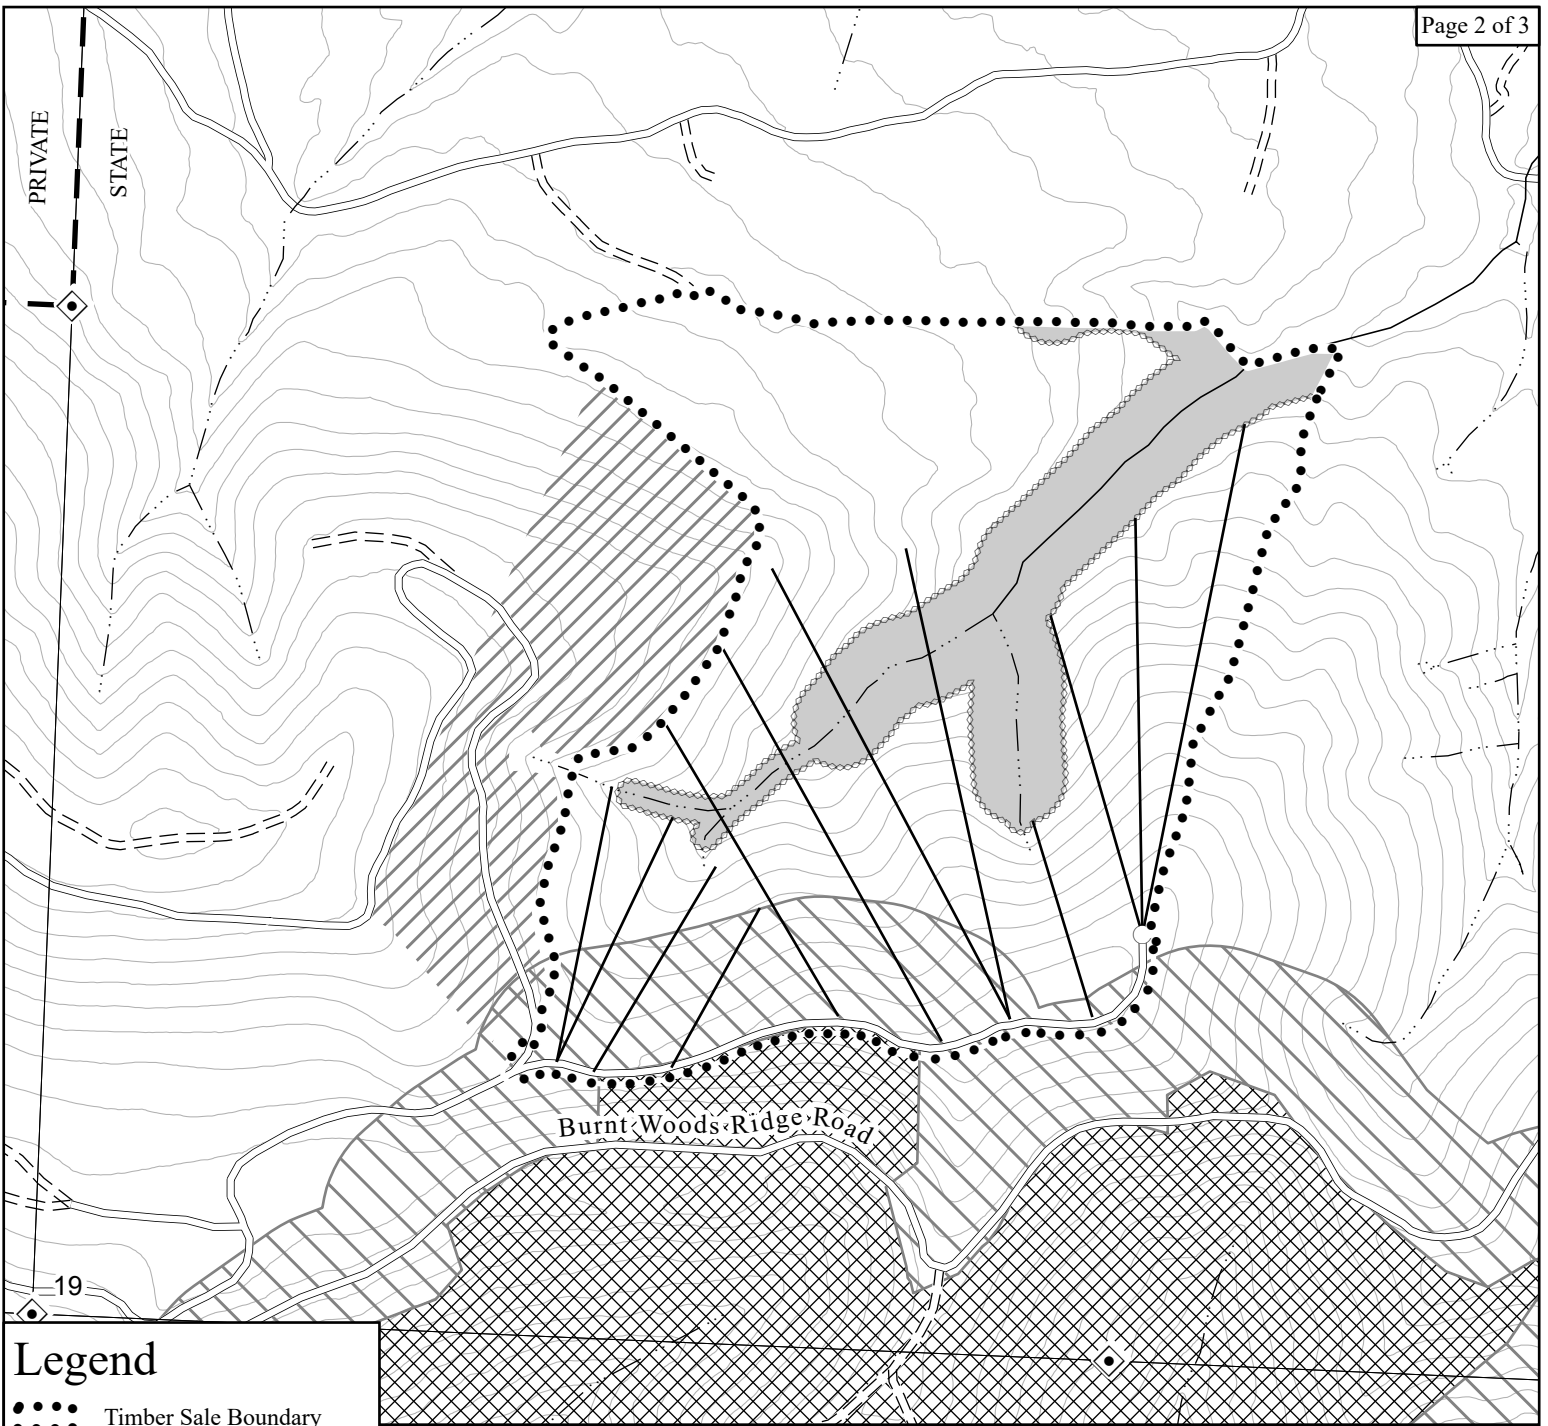 Page 2 of 3
PRIVATE
STATE
Burnt Woods Ridge Road
19
Legend
Timber Sale Boundary